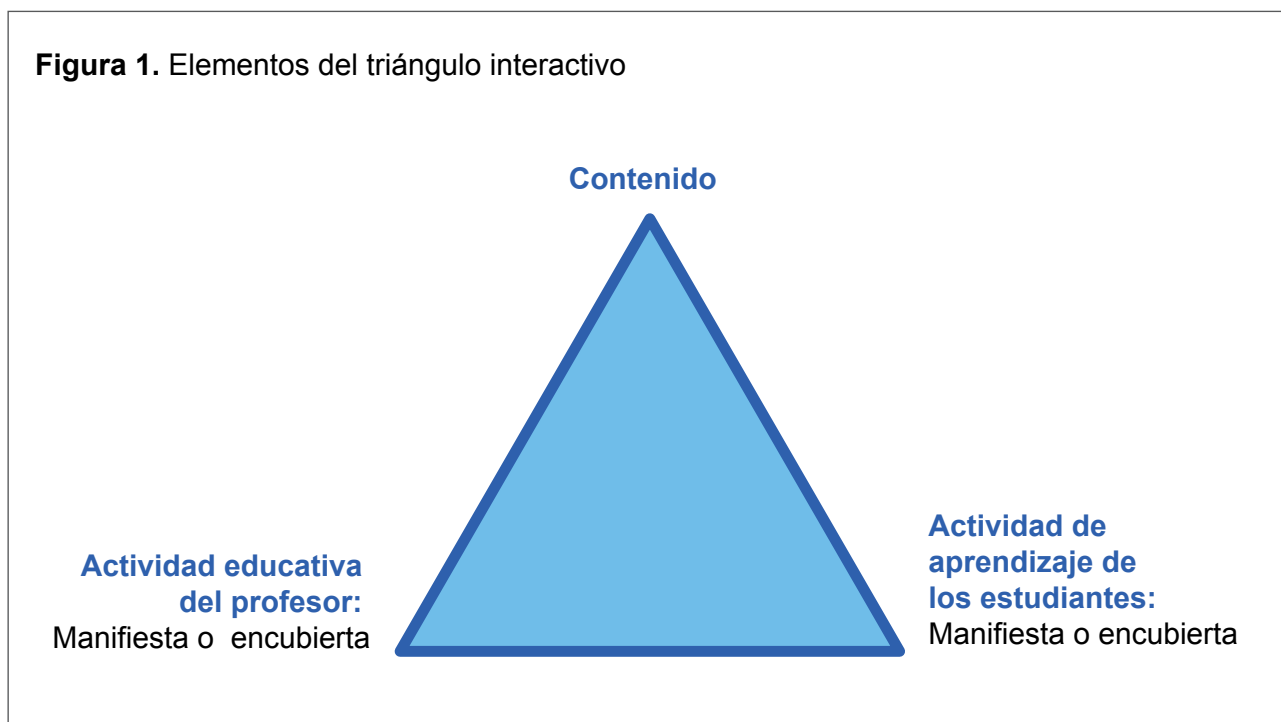 Figura 1. Elementos del triángulo interactivo
Contenido
Actividad educativa
del profesor:
Manifiesta o encubierta
Actividad de
aprendizaje de
los estudiantes:
Manifiesta o encubierta